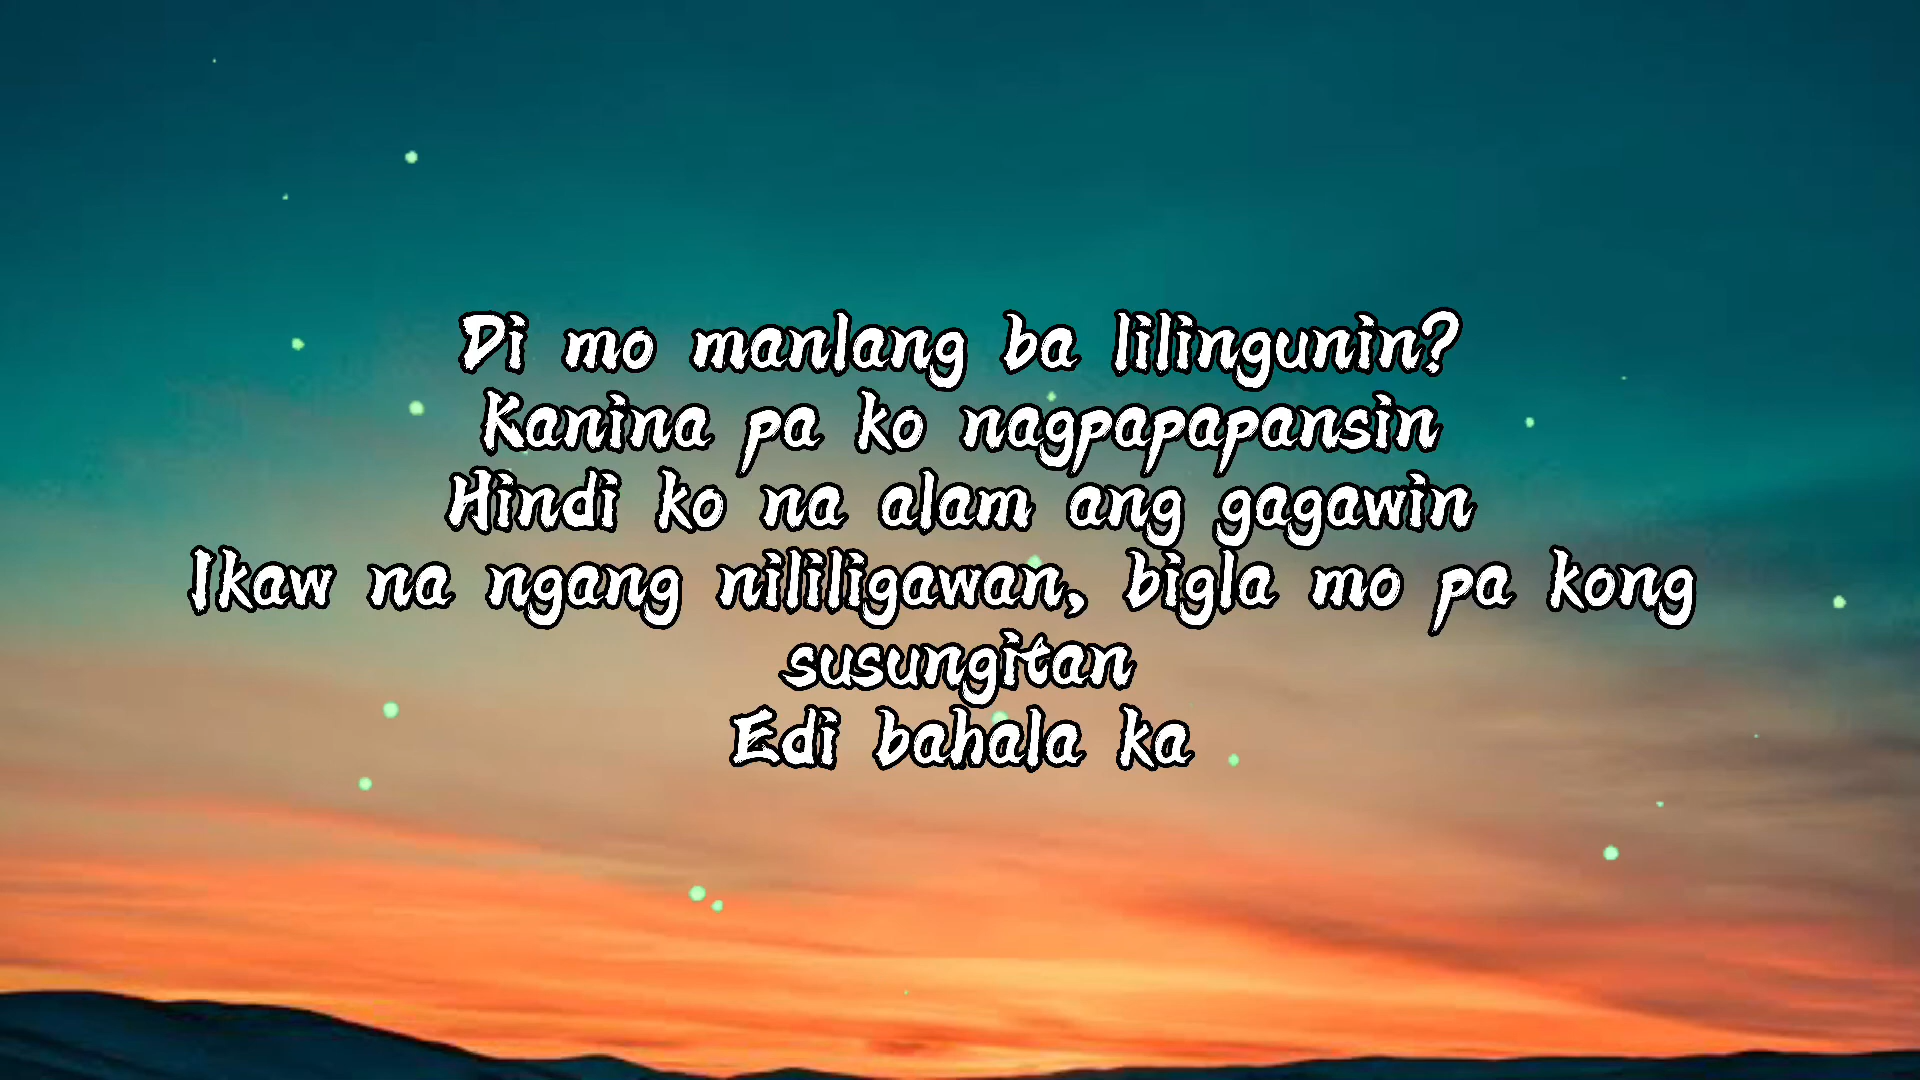 Di mo manlang ba lilingunin?
Kanina pa ko nagpapapansin
Hindi ko na alam ang gagawin
Ikaw na ngang nililigawan, bigla mo pa kong
susungitan
Edi bahala ka